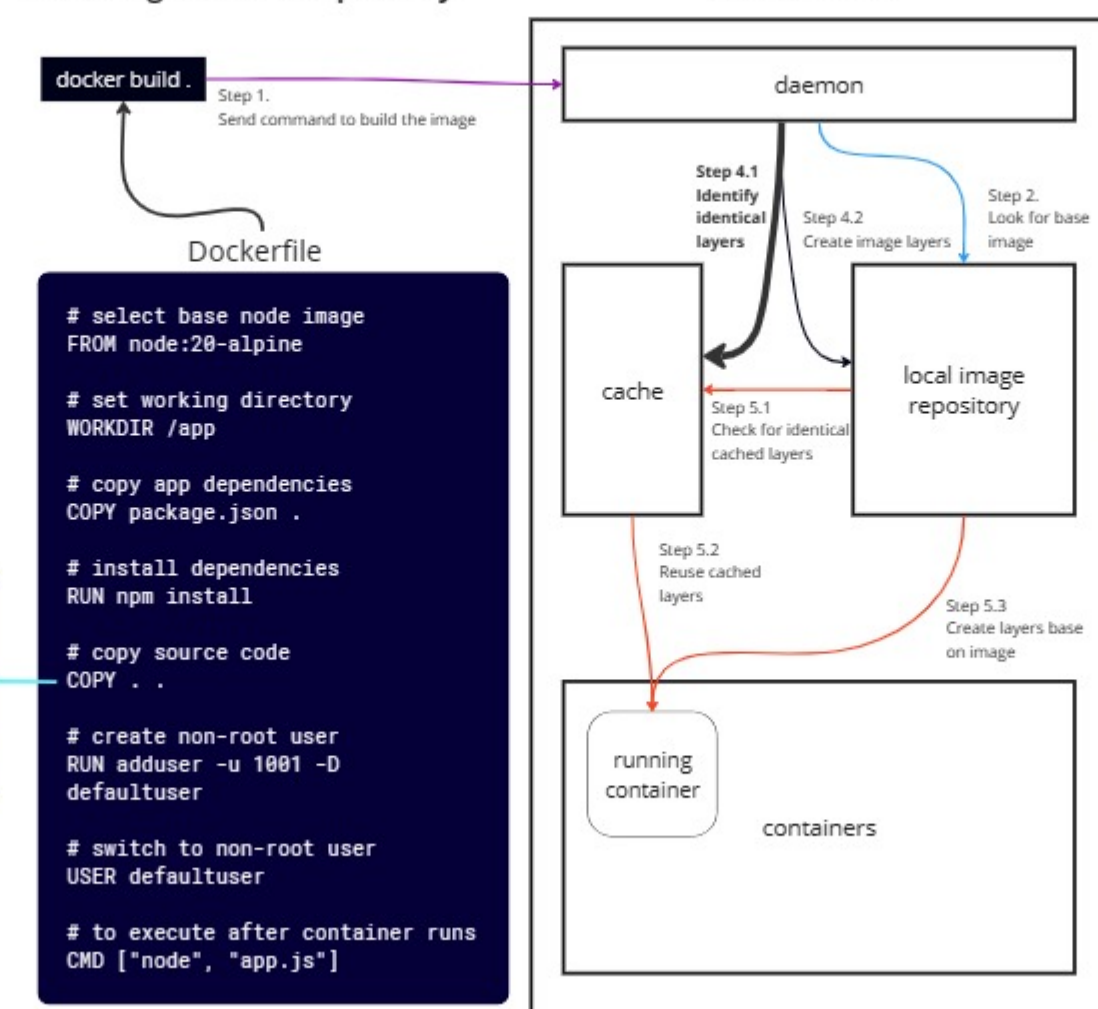 docker build .
Step 1.
Send command to build the image
Dockerfile
# select base node image
FROM node:20-alpine
# set working directory
WORKDIR /app
# copy app dependencies
COPY package.json .
# install dependencies
RUN npm install
# copy source code
COPY . .
# create non-root user
RUN adduser -u 1001 -D
defaultuser
# switch to non-root user
USER defaultuser
# to execute after container runs
CMD ["node", "app.js"]
daemon
Step 4.1
Identify
identical
layers
Step 4.2
Create image layers
Step 2.
Look for base
image
cache
local image
repository
Step 5.1
Check for identical
cached layers
Step 5.2
Reuse cached
layers
Step 5.3
Create layers base
on image
running
container
containers